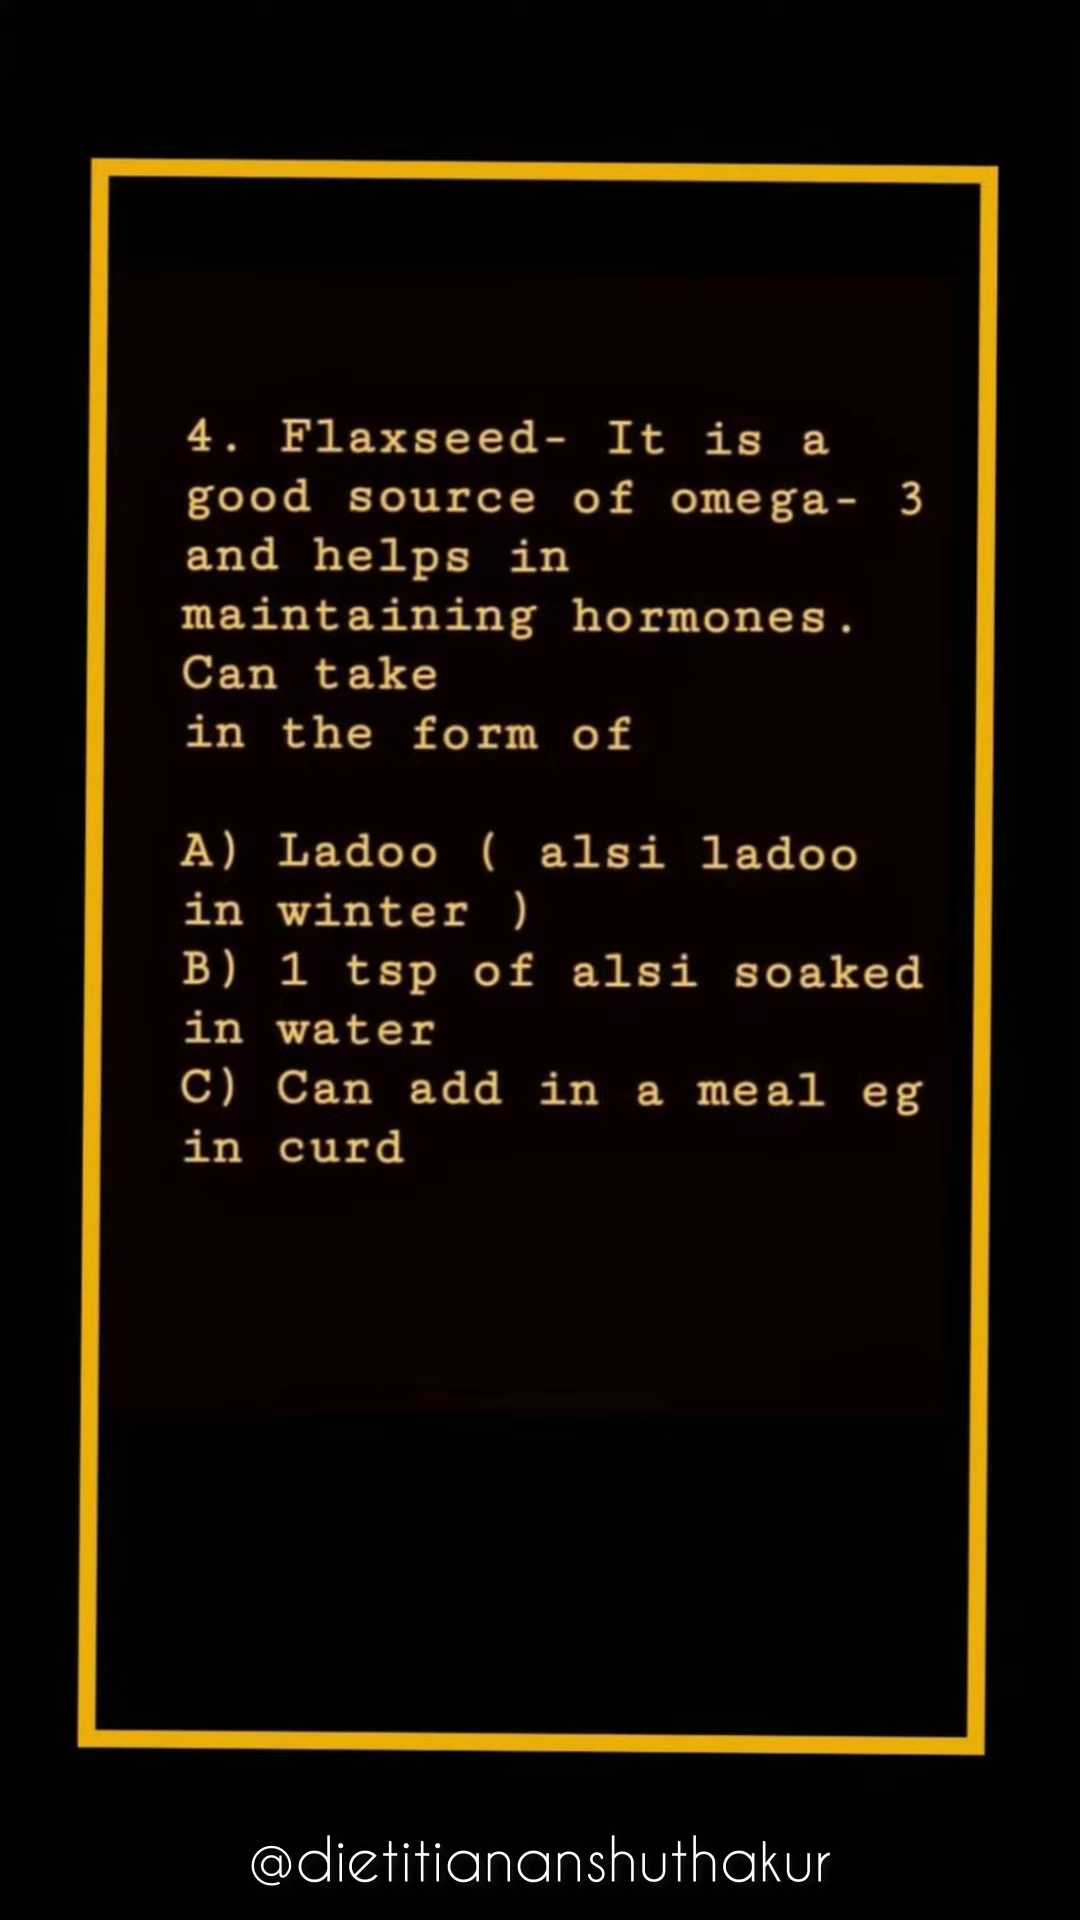 4. Flaxseed- It is a
good source of omega- 3
and helps in
maintaining hormones.
Can take
in the form of
A) Ladoo ( alsi ladoo
in winter )
B) 1 tsp of alsi soaked
in water
C) Can add in a meal eg
in curd
@dietitiananshuthakur